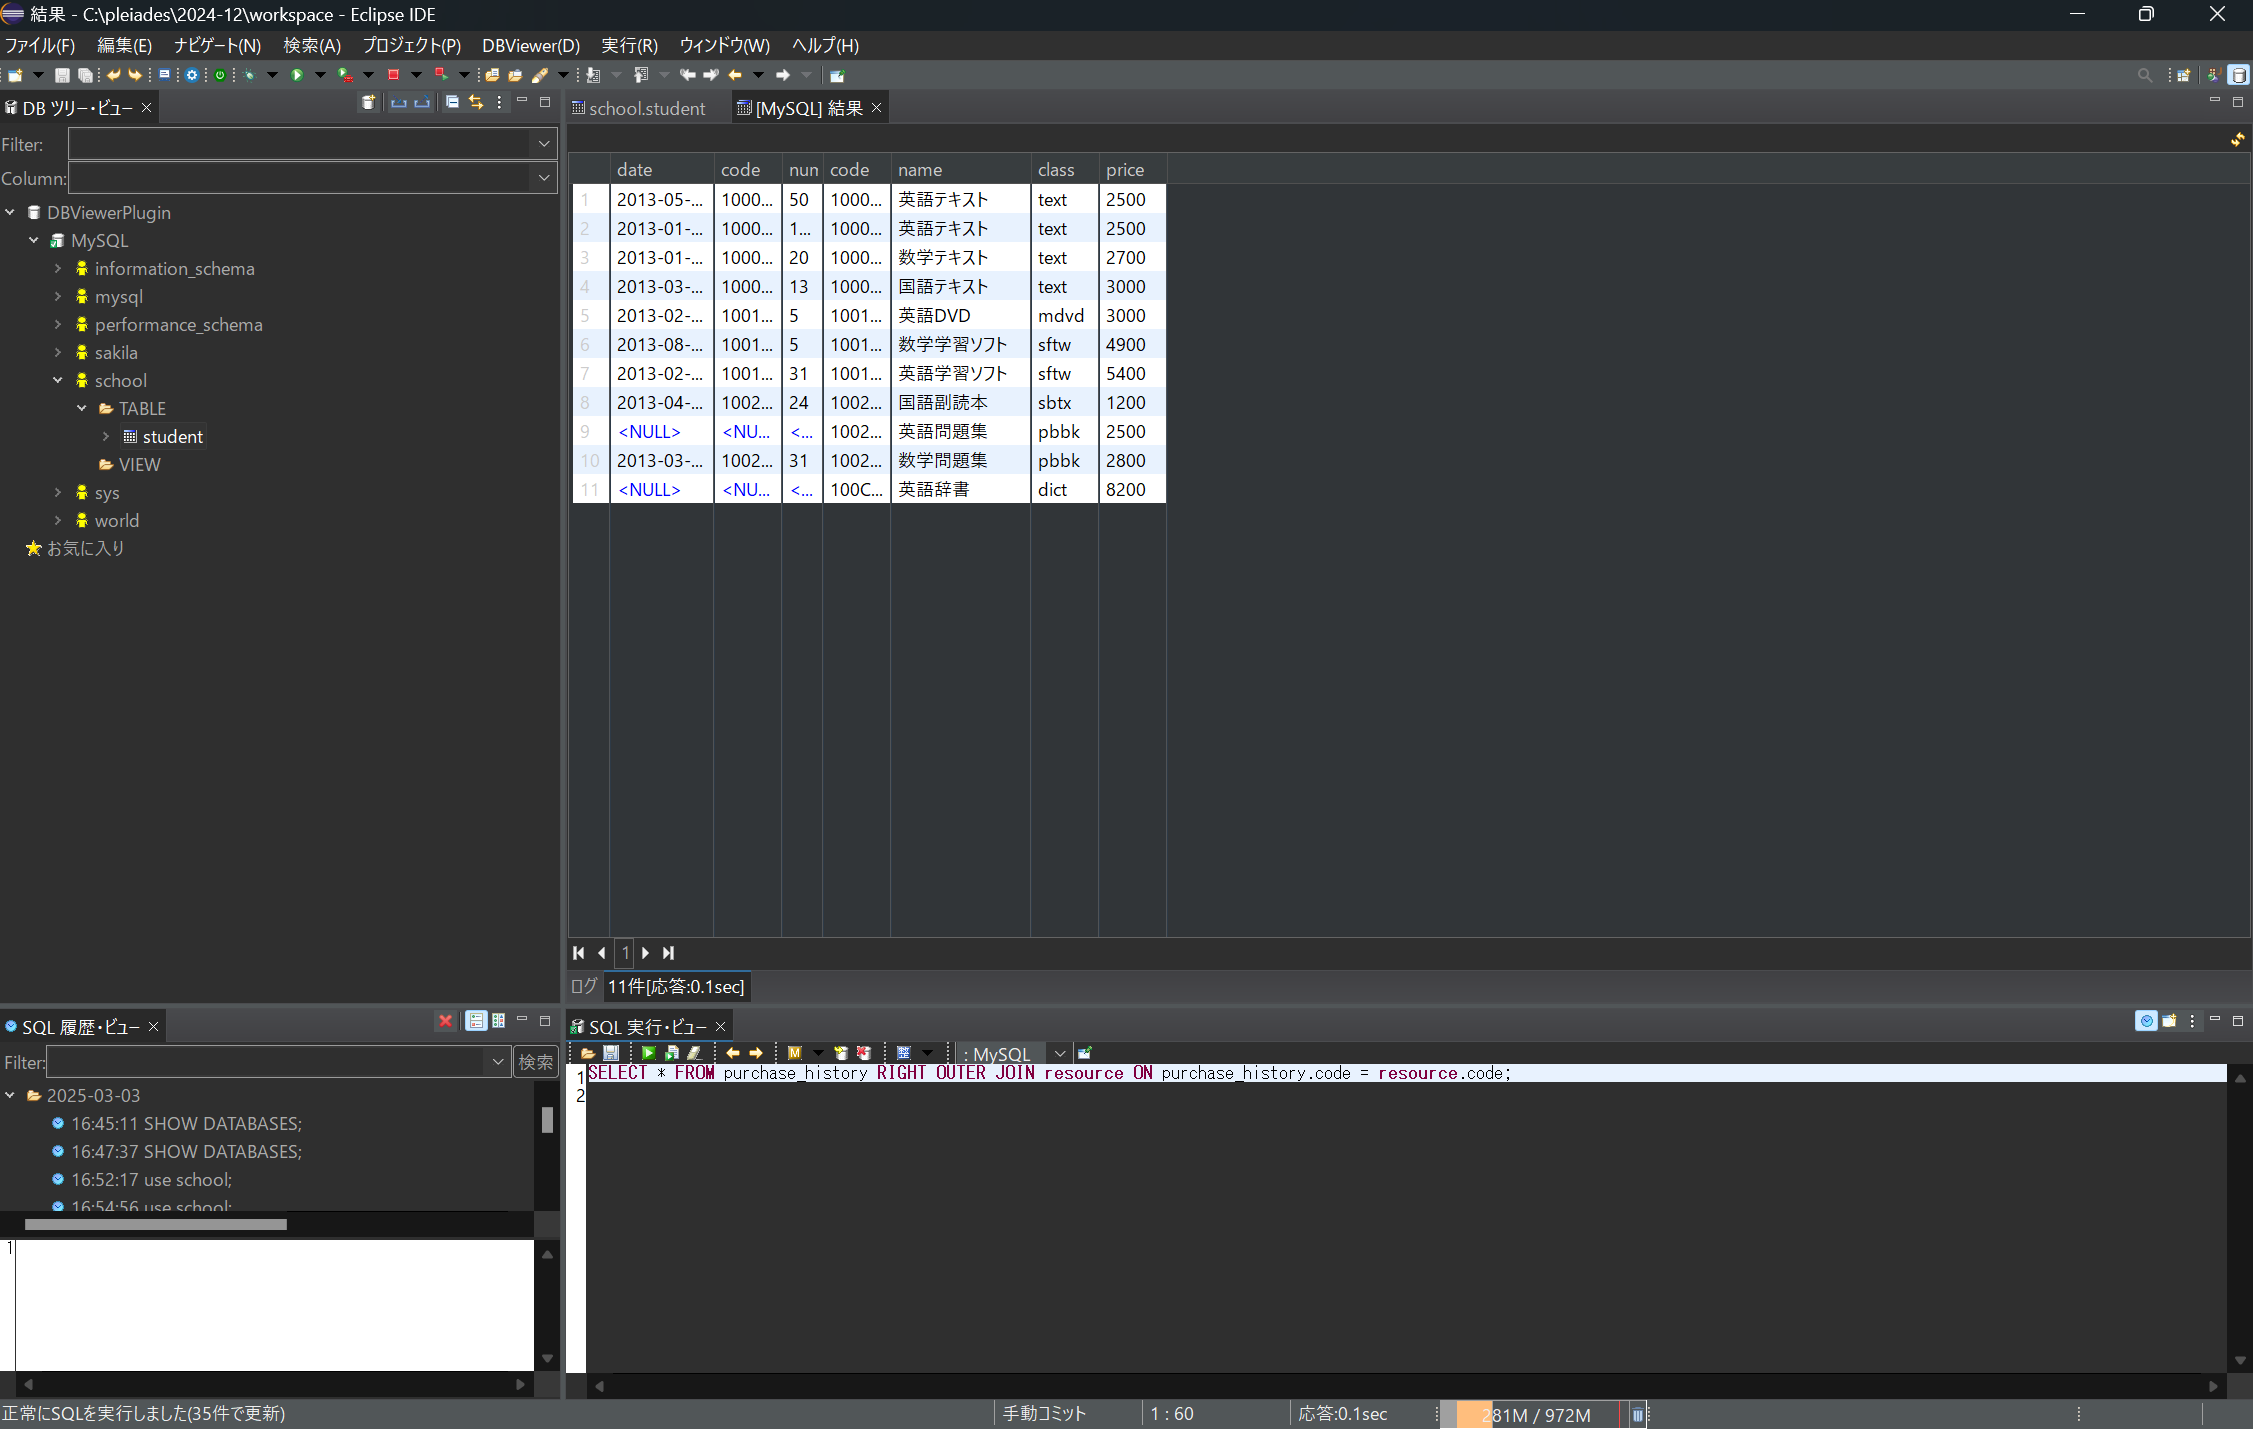 結果 - C:\pleiades\2024-12\workspace - Eclipse IDE
ファイル(F) 編集(E) ナビゲート(N) 検索(A) プロジェクト(P) DBViewer(D) 実行(R) ウィンドウ(W) ヘルプ(H)
DB ツリー・ビュー
Filter:
Column:
DBViewerPlugin
MySQL
information_schema
mysql
performance_schema
sakila
school
TABLE
student
VIEW
sys
world
お気に入り
school.student [MySQL] 結果
date code nun code name class price
1 2013-05-... 1000... 50 1000... 英語テキスト text 2500
2 2013-01-... 1000... 1... 1000... 英語テキスト text 2500
3 2013-01-... 1000... 20 1000... 数学テキスト text 2700
4 2013-03-... 1000... 13 1000... 国語テキスト text 3000
5 2013-02-... 1001... 5 1001... 英語DVD mdvd 3000
6 2013-08-... 1001... 5 1001... 数学学習ソフト sftw 4900
7 2013-02-... 1001... 31 1001... 英語学習ソフト sftw 5400
8 2013-04-... 1002... 24 1002... 国語副読本 sbtx 1200
9 <NULL> <NU... <... 1002... 英語問題集 pbbk 2500
10 2013-03-... 1002... 31 1002... 数学問題集 pbbk 2800
11 <NULL> <NU... <... 100C... 英語辞書 dict 8200
1
ログ 11件[応答:0.1sec]
SQL 履歴・ビュー
Filter: 検索
2025-03-03
16:45:11 SHOW DATABASES;
16:47:37 SHOW DATABASES;
16:52:17 use school;
16:54:56 use school;
1
SQL 実行・ビュー
: MySQL
1 SELECT * FROM purchase_history RIGHT OUTER JOIN resource ON purchase_history.code = resource.code;
2
正常にSQLを実行しました(35件で更新) 手動コミット 1 : 60 応答:0.1sec 281M / 972M